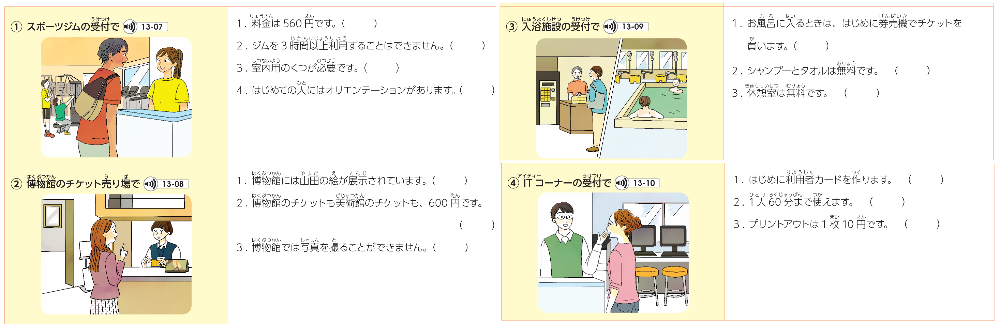 ① スポーツジムの受付で 13-07
1. 料金は560円です。( )
2. ジムを3時間以上利用することはできません。( )
3. 室内用のくつが必要です。( )
4. はじめての人にはオリエンテーションがあります。( )
② 博物館のチケット売り場で 13-08
1. 博物館には山田の絵が展示されています。( )
2. 博物館のチケットも美術館のチケットも、600円です。
( )
3. 博物館では写真を撮ることができません。( )
③ 入浴施設の受付で 13-09
1. お風呂に入るときは、はじめに券売機でチケットを
買います。( )
2. シャンプーとタオルは無料です。 ( )
3. 休憩室は無料です。 ( )
④ ITコーナーの受付で 13-10
1. はじめに利用者カードを作ります。 ( )
2. 1人60分まで使えます。 ( )
3. プリントアウトは1枚10円です。 ( )